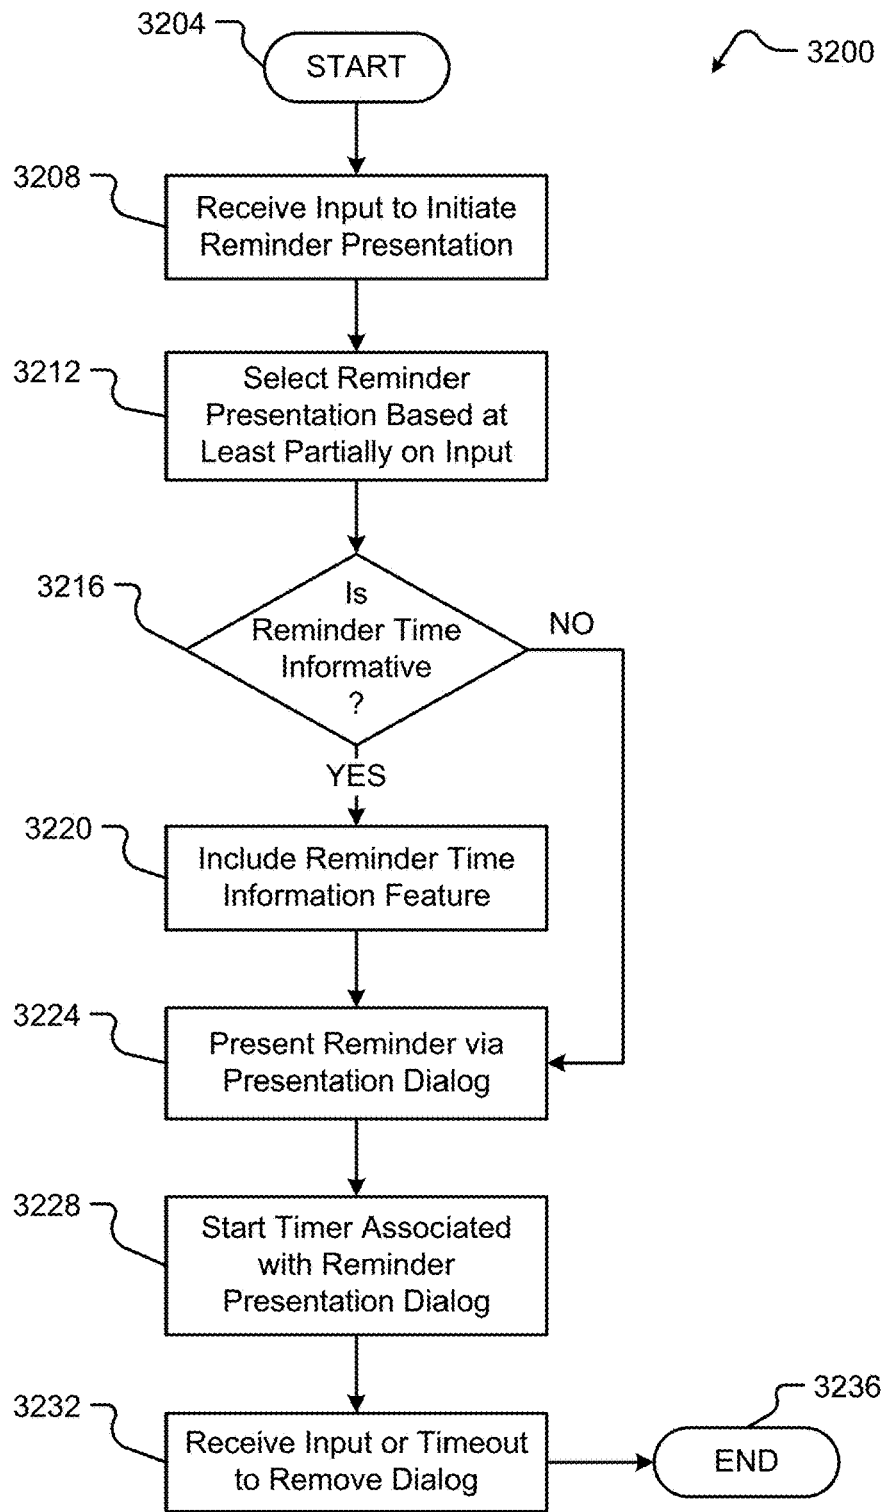 3204
START
3200
3208
Receive Input to Initiate
Reminder Presentation
3212
Select Reminder
Presentation Based at
Least Partially on Input
3216
Is
Reminder Time
Informative
?
NO
YES
3220
Include Reminder Time
Information Feature
3224
Present Reminder via
Presentation Dialog
3228
Start Timer Associated
with Reminder
Presentation Dialog
3232
Receive Input or Timeout
to Remove Dialog
3236
END